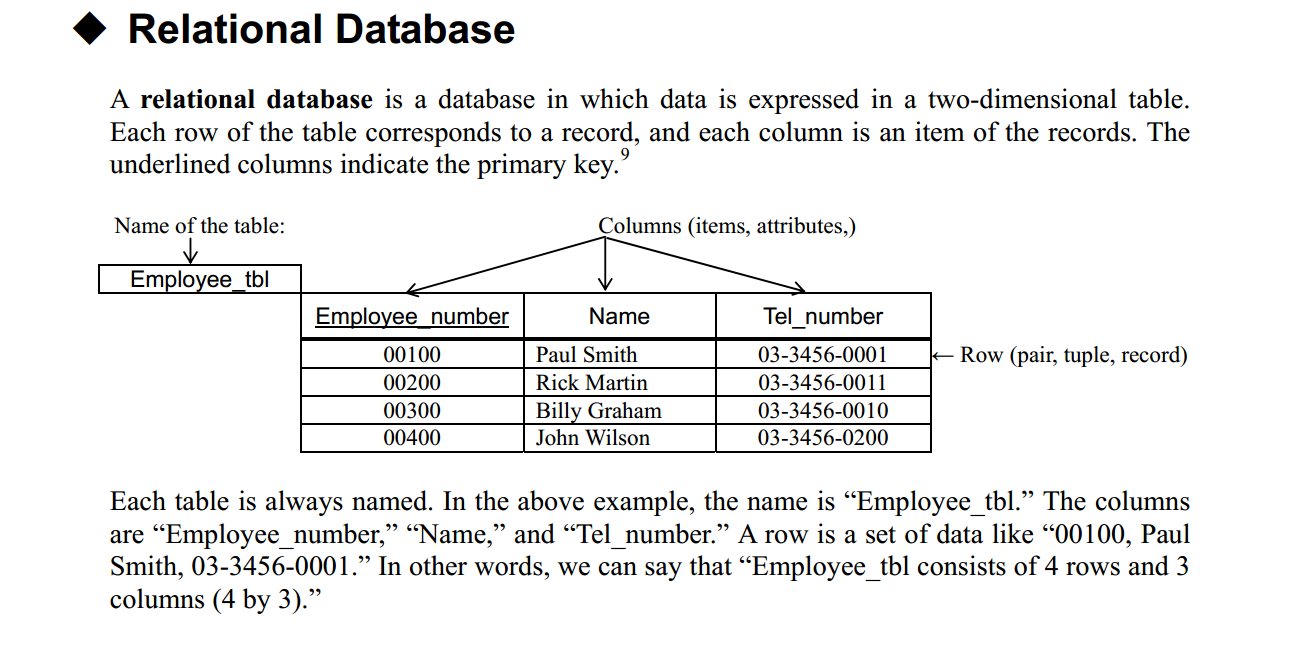 ◆ Relational Database
A relational database is a database in which data is expressed in a two-dimensional table.
Each row of the table corresponds to a record, and each column is an item of the records. The
underlined columns indicate the primary key.9
Name of the table:
Columns (items, attributes,)
Employee_tbl
Employee_number Name Tel_number
00100 Paul Smith 03-3456-0001 ← Row (pair, tuple, record)
00200 Rick Martin 03-3456-0011
00300 Billy Graham 03-3456-0010
00400 John Wilson 03-3456-0200
Each table is always named. In the above example, the name is “Employee_tbl.” The columns
are “Employee_number,” “Name,” and “Tel_number.” A row is a set of data like “00100, Paul
Smith, 03-3456-0001.” In other words, we can say that “Employee_tbl consists of 4 rows and 3
columns (4 by 3).”